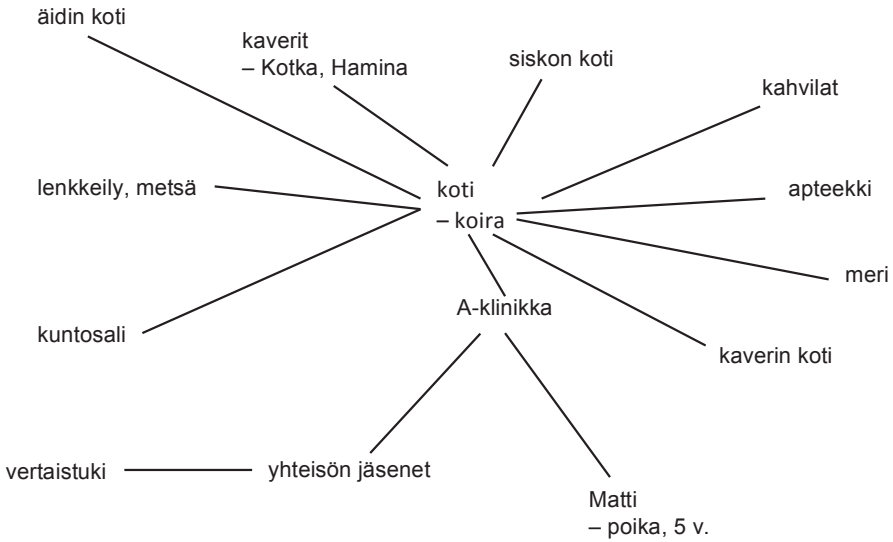 äidin koti
kaverit
– Kotka, Hamina
siskon koti
kahvilat
lenkkeily, metsä
koti
– koira
apteekki
meri
A-klinikka
kuntosali
kaverin koti
vertaistuki
yhteisön jäsenet
Matti
– poika, 5 v.